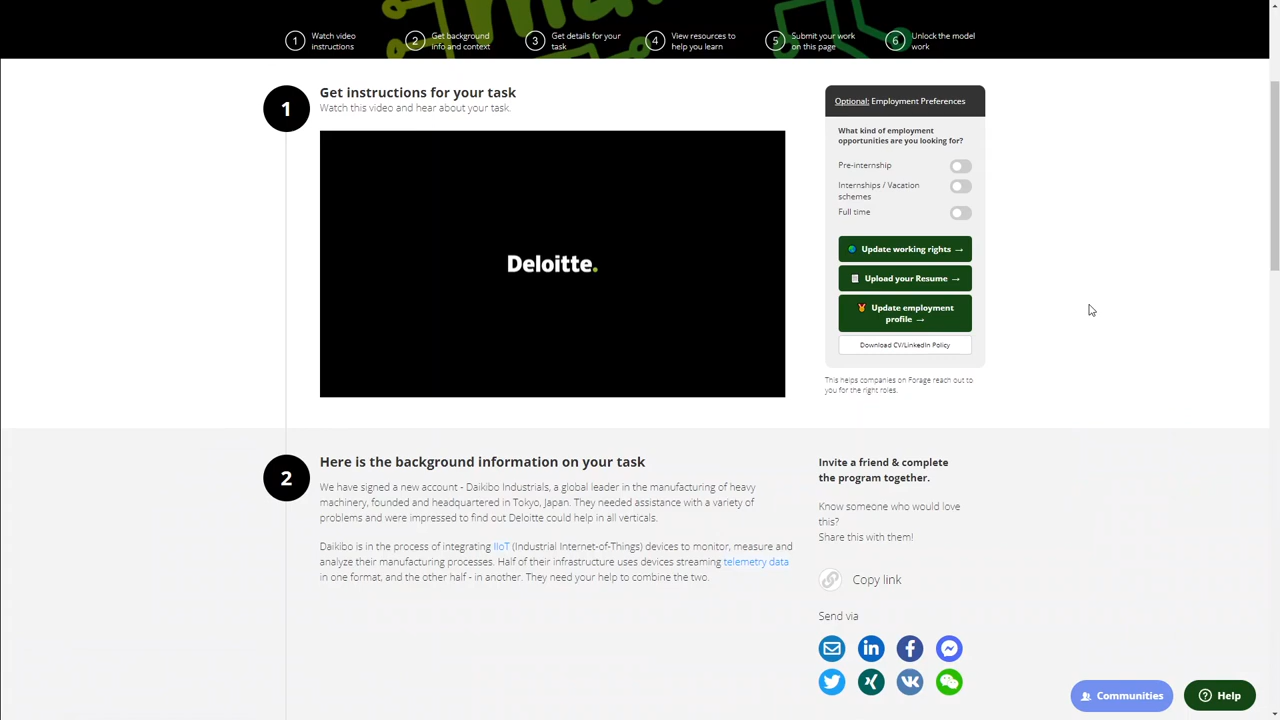 1 Watch video
instructions
2 Get background
info and context
3 Get details for your
task
4 View resources to
help you learn
5 Submit your work
on this page
6 Unlock the model
work
1
Get instructions for your task
Watch this video and hear about your task.
Deloitte.
Optional: Employment Preferences
What kind of employment
opportunities are you looking for?
Pre-internship
Internships / Vacation
schemes
Full time
Update working rights →
Upload your Resume →
Update employment
profile →
Download CV/LinkedIn Policy
This helps companies on Forage reach out to
you for the right roles.
2
Here is the background information on your task
We have signed a new account - Daikibo Industrials, a global leader in the manufacturing of heavy
machinery, founded and headquartered in Tokyo, Japan. They needed assistance with a variety of
problems and were impressed to find out Deloitte could help in all verticals.
Daikibo is in the process of integrating IIoT (Industrial Internet-of-Things) devices to monitor, measure and
analyze their manufacturing processes. Half of their infrastructure uses devices streaming telemetry data
in one format, and the other half - in another. They need your help to combine the two.
Invite a friend & complete
the program together.
Know someone who would love
this?
Share this with them!
Copy link
Send via
Communities
Help